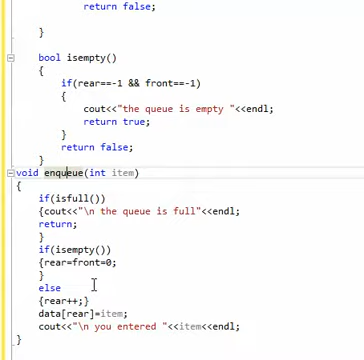 return false;
}
bool isempty()
{
if(rear==-1 && front==-1)
{
cout<<"the queue is empty "<<endl;
return true;
}
return false;
}
void enqueue(int item)
{
if(isfull())
{cout<<"\n the queue is full"<<endl;
return;
}
if(isempty())
{rear=front=0;
}
else
{rear++;}
data[rear]=item;
cout<<"\n you entered "<<item<<endl;
}